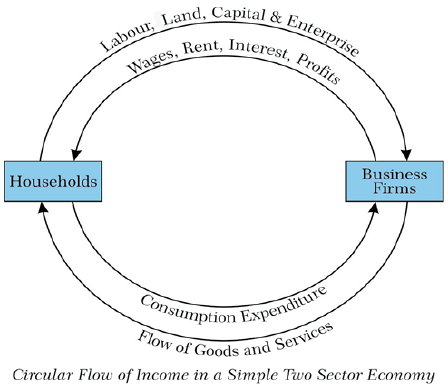 Labour, Land, Capital & Enterprise
Wages, Rent, Interest, Profits
Households
Business
Firms
Consumption Expenditure
Flow of Goods and Services
Circular Flow of Income in a Simple Two Sector Economy